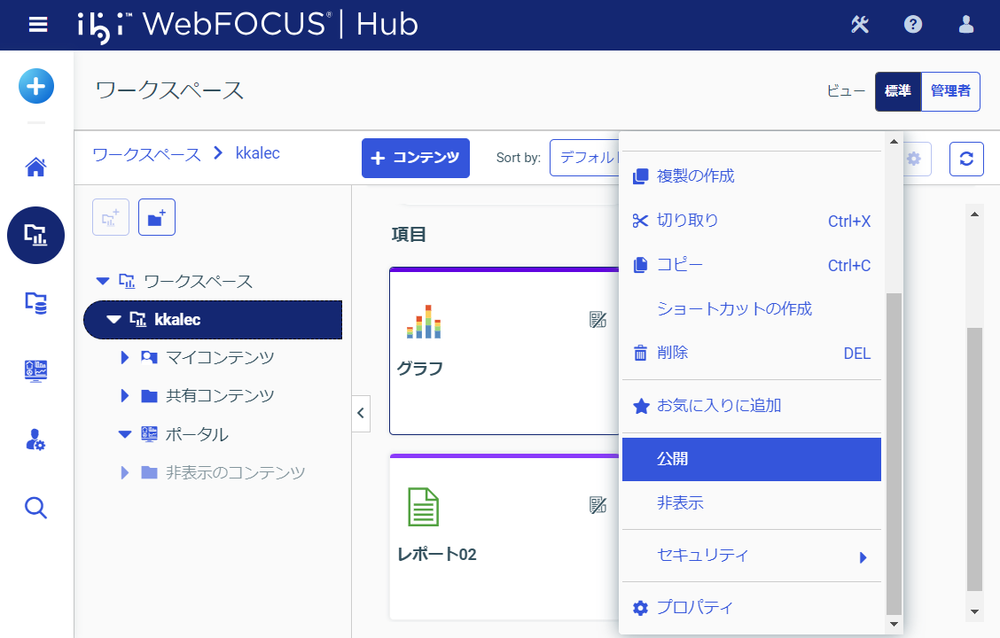 ibi™ WebFOCUS® | Hub
ワークスペース
ビュー 標準 管理者
ワークスペース > kkalec
コンテンツ
Sort by: デフォルト
ワークスペース
kkalec
マイコンテンツ
共有コンテンツ
ポータル
非表示のコンテンツ
項目
グラフ
レポート02
複製の作成
切り取り Ctrl+X
コピー Ctrl+C
ショートカットの作成
削除 DEL
お気に入りに追加
公開
非表示
セキュリティ
プロパティ